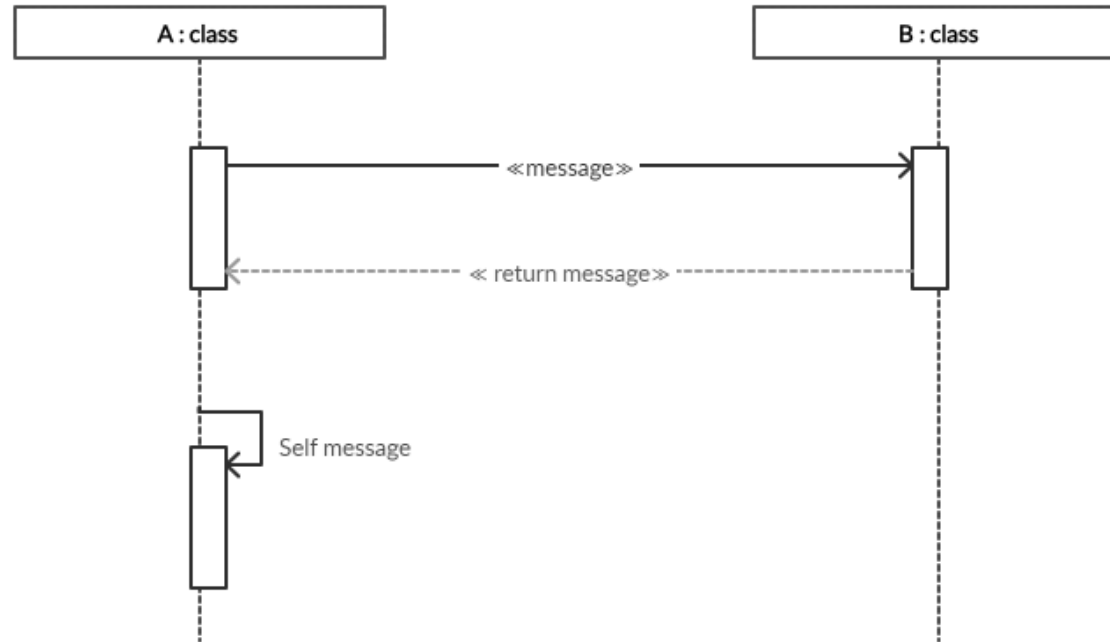 A : class
B : class
≪message≫
≪ return message≫
Self message